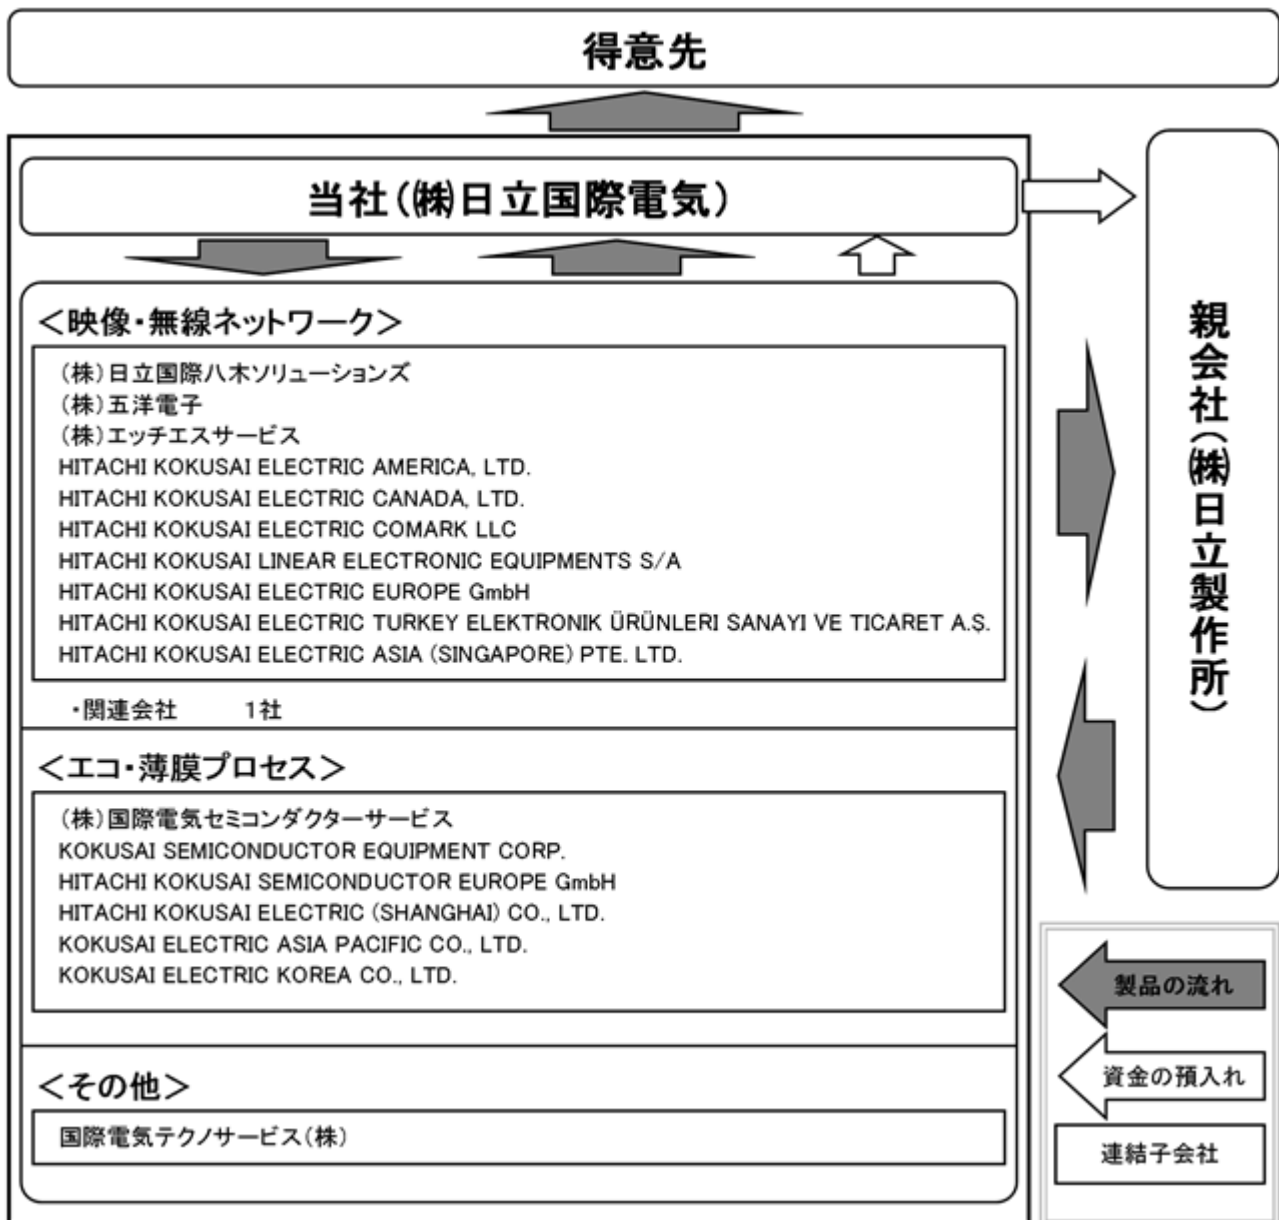 得意先
当社(㈱日立国際電気)
<映像・無線ネットワーク>
(株)日立国際八木ソリューションズ
(株)五洋電子
(株)エッチエスサービス
HITACHI KOKUSAI ELECTRIC AMERICA, LTD.
HITACHI KOKUSAI ELECTRIC CANADA, LTD.
HITACHI KOKUSAI ELECTRIC COMARK LLC
HITACHI KOKUSAI LINEAR ELECTRONIC EQUIPMENTS S/A
HITACHI KOKUSAI ELECTRIC EUROPE GmbH
HITACHI KOKUSAI ELECTRIC TURKEY ELEKTRONIK ÜRÜNLERI SANAYI VE TICARET A.Ş.
HITACHI KOKUSAI ELECTRIC ASIA (SINGAPORE) PTE. LTD.
・関連会社 1社
<エコ・薄膜プロセス>
(株)国際電気セミコンダクターサービス
KOKUSAI SEMICONDUCTOR EQUIPMENT CORP.
HITACHI KOKUSAI SEMICONDUCTOR EUROPE GmbH
HITACHI KOKUSAI ELECTRIC (SHANGHAI) CO., LTD.
KOKUSAI ELECTRIC ASIA PACIFIC CO., LTD.
KOKUSAI ELECTRIC KOREA CO., LTD.
<その他>
国際電気テクノサービス(株)
親会社(㈱日立製作所)
製品の流れ
資金の預入れ
連結子会社